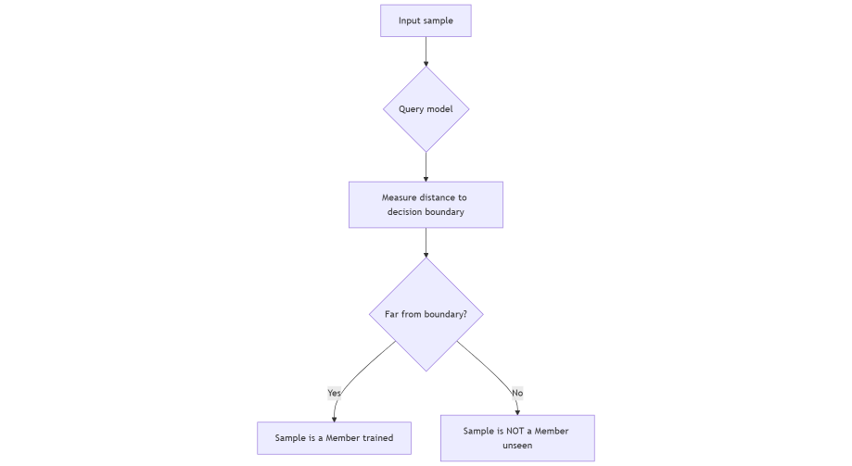 Input sample
Query model
Measure distance to
decision boundary
Far from boundary?
Yes
No
Sample is a Member trained
Sample is NOT a Member
unseen